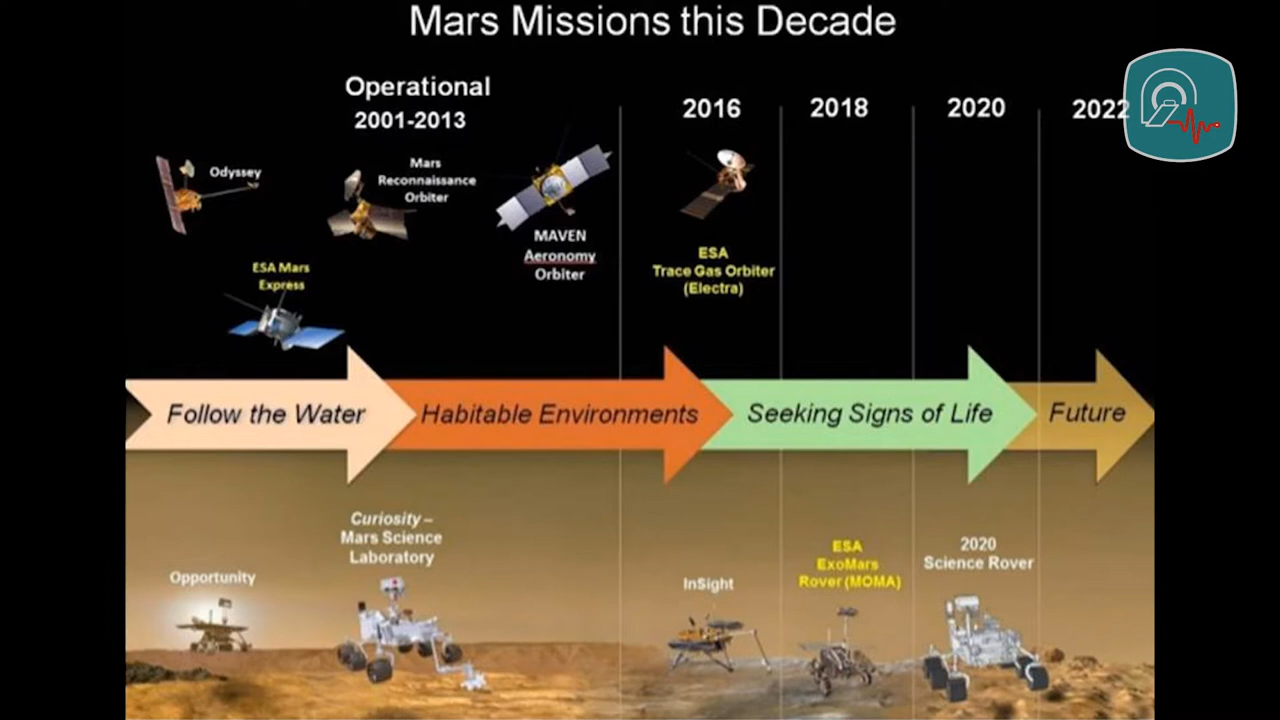 Mars Missions this Decade
Operational
2001-2013
2016
2018
2020
2022
Odyssey
Mars
Reconnaissance
Orbiter
ESA Mars
Express
MAVEN
Aeronomy
Orbiter
ESA
Trace Gas Orbiter
(Electra)
Follow the Water
Habitable Environments
Seeking Signs of Life
Future
Opportunity
Curiosity –
Mars Science
Laboratory
InSight
ESA
ExoMars
Rover (MOMA)
2020
Science Rover